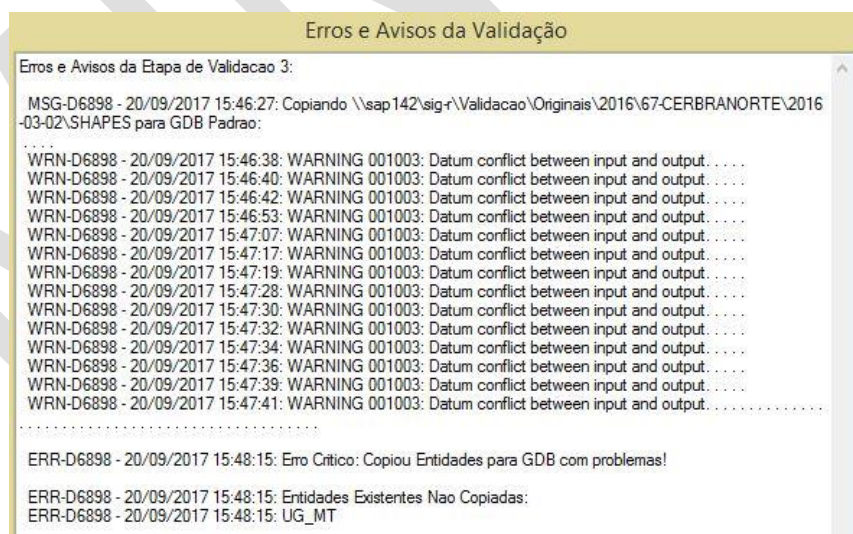 Erros e Avisos da Validação
Erros e Avisos da Etapa de Validacao 3:
MSG-D6898 - 20/09/2017 15:46:27: Copiando \\sap142\sig-r\Validacao\Originais\2016\67-CERBRANORTE\2016
-03-02\SHAPES para GDB Padrao:
. . . .
WRN-D6898 - 20/09/2017 15:46:38: WARNING 001003: Datum conflict between input and output. . . . .
WRN-D6898 - 20/09/2017 15:46:40: WARNING 001003: Datum conflict between input and output. . . . .
WRN-D6898 - 20/09/2017 15:46:42: WARNING 001003: Datum conflict between input and output. . . . .
WRN-D6898 - 20/09/2017 15:46:53: WARNING 001003: Datum conflict between input and output. . . . .
WRN-D6898 - 20/09/2017 15:47:07: WARNING 001003: Datum conflict between input and output. . . . .
WRN-D6898 - 20/09/2017 15:47:17: WARNING 001003: Datum conflict between input and output. . . . .
WRN-D6898 - 20/09/2017 15:47:19: WARNING 001003: Datum conflict between input and output. . . . .
WRN-D6898 - 20/09/2017 15:47:28: WARNING 001003: Datum conflict between input and output. . . . .
WRN-D6898 - 20/09/2017 15:47:30: WARNING 001003: Datum conflict between input and output. . . . .
WRN-D6898 - 20/09/2017 15:47:32: WARNING 001003: Datum conflict between input and output. . . . .
WRN-D6898 - 20/09/2017 15:47:34: WARNING 001003: Datum conflict between input and output. . . . .
WRN-D6898 - 20/09/2017 15:47:36: WARNING 001003: Datum conflict between input and output. . . . .
WRN-D6898 - 20/09/2017 15:47:39: WARNING 001003: Datum conflict between input and output. . . . .
WRN-D6898 - 20/09/2017 15:47:41: WARNING 001003: Datum conflict between input and output. . . . . . . . . . . . . .
. . . . . . . . . . . . . . . . . . . . . . . . . . . . . . . . . . .
ERR-D6898 - 20/09/2017 15:48:15: Erro Critico: Copiou Entidades para GDB com problemas!
ERR-D6898 - 20/09/2017 15:48:15: Entidades Existentes Nao Copiadas:
ERR-D6898 - 20/09/2017 15:48:15: UG_MT